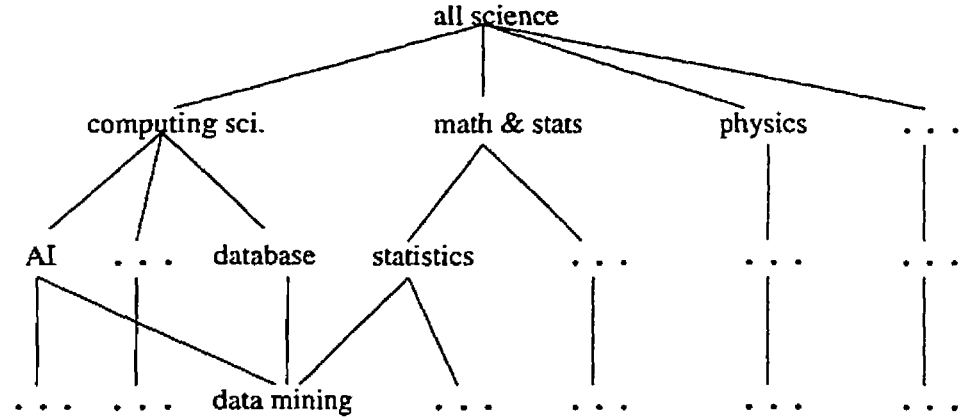 all science
computing sci. math & stats physics . . .
AI . . . database statistics . . . . . . . . .
. . . . . . data mining . . . . . . . . . . . .